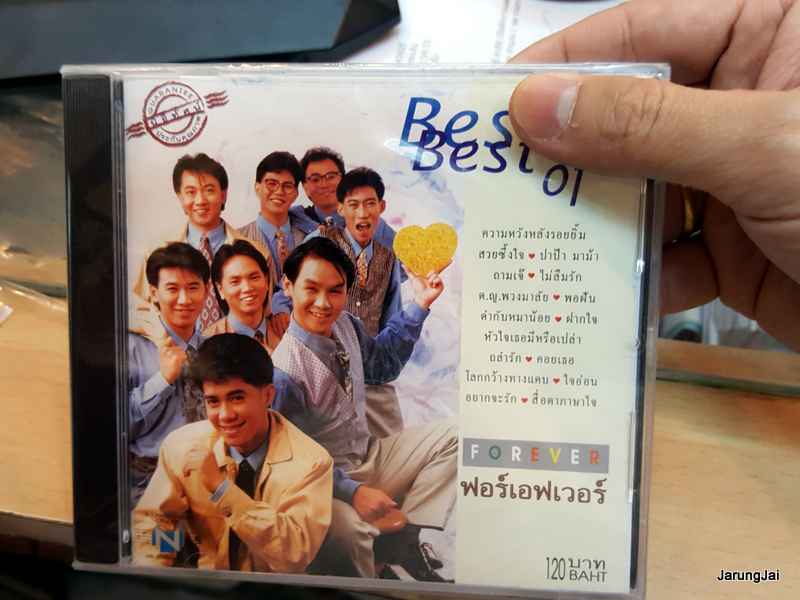 GUARANTEE
Bes
Best
01
ความหวังหลังรอยยิ้ม
สวยซึ้งใจ ♥ ปาป๊า มาม้า
ถามเจ๊ ♥ ไม่ลืมรัก
ด.ญ.พวงมาลัย ♥ พอฝัน
ดำกับหมาน้อย ♥ ฝากใจ
หัวใจเธอมีหรือเปล่า
ถลำรัก ♥ คอยเธอ
โลกกว้างทางแคบ ♥ ใจอ่อน
อยากจะรัก ♥ สื่อตาภาษาใจ
FOREVER
ฟอร์เอฟเวอร์
N
120 บาท
BAHT
JarungJai